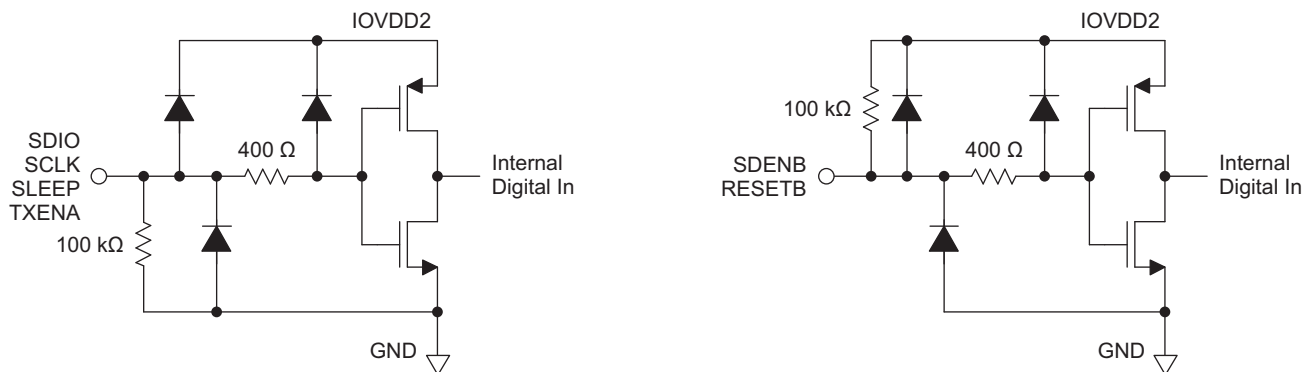 IOVDD2
SDIO
SCLK
SLEEP
TXENA
400 Ω
100 kΩ
Internal
Digital In
GND
IOVDD2
100 kΩ
400 Ω
SDENB
RESETB
Internal
Digital In
GND